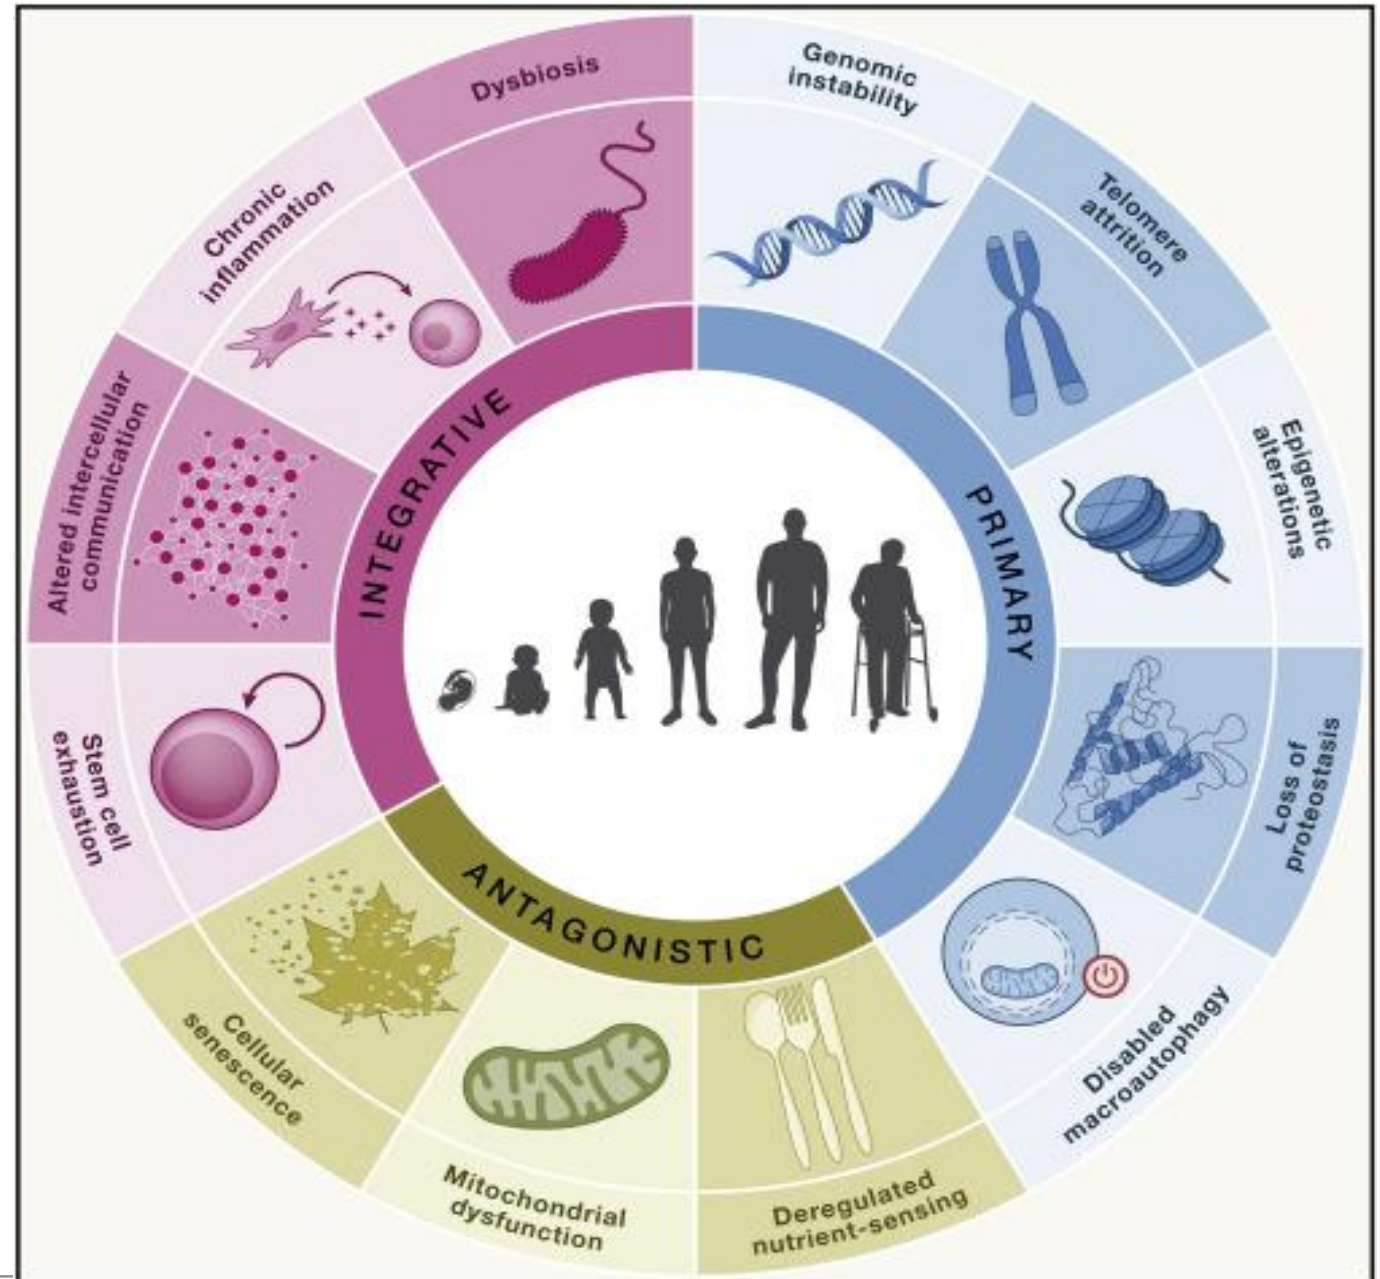 Genomic
instability
Telomere
attrition
Epigenetic
alterations
Loss of
proteostasis
Disabled
macroautophagy
Deregulated
nutrient-sensing
Mitochondrial
dysfunction
Cellular
senescence
Stem cell
exhaustion
Altered intercellular
communication
Chronic
inflammation
Dysbiosis
PRIMARY
ANTAGONISTIC
INTEGRATIVE